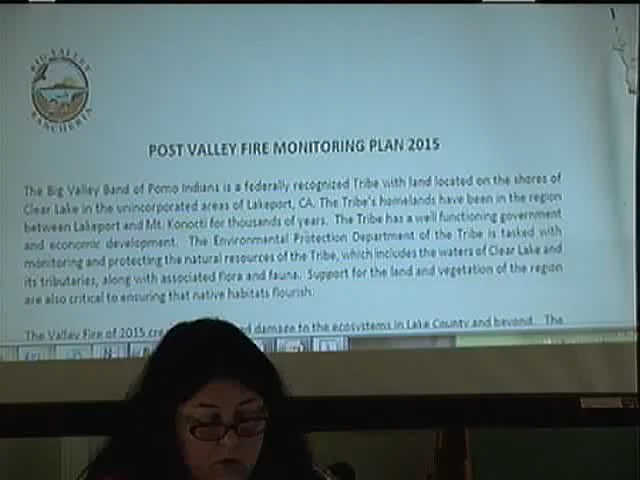 BIG VALLEY
RANCHERIA
POST VALLEY FIRE MONITORING PLAN 2015
The Big Valley Band of Pomo Indians is a federally recognized Tribe with land located on the shores of
Clear Lake in the unincorporated areas of Lakeport, CA. The Tribe's homelands have been in the region
between Lakeport and Mt. Konocti for thousands of years. The Tribe has a well functioning government
and economic development. The Environmental Protection Department of the Tribe is tasked with
monitoring and protecting the natural resources of the Tribe, which includes the waters of Clear Lake and
its tributaries, along with associated flora and fauna. Support for the land and vegetation of the region
are also critical to ensuring that native habitats flourish.
The Valley Fire of 2015 damage to the ecosystems in Lake County and beyond. The